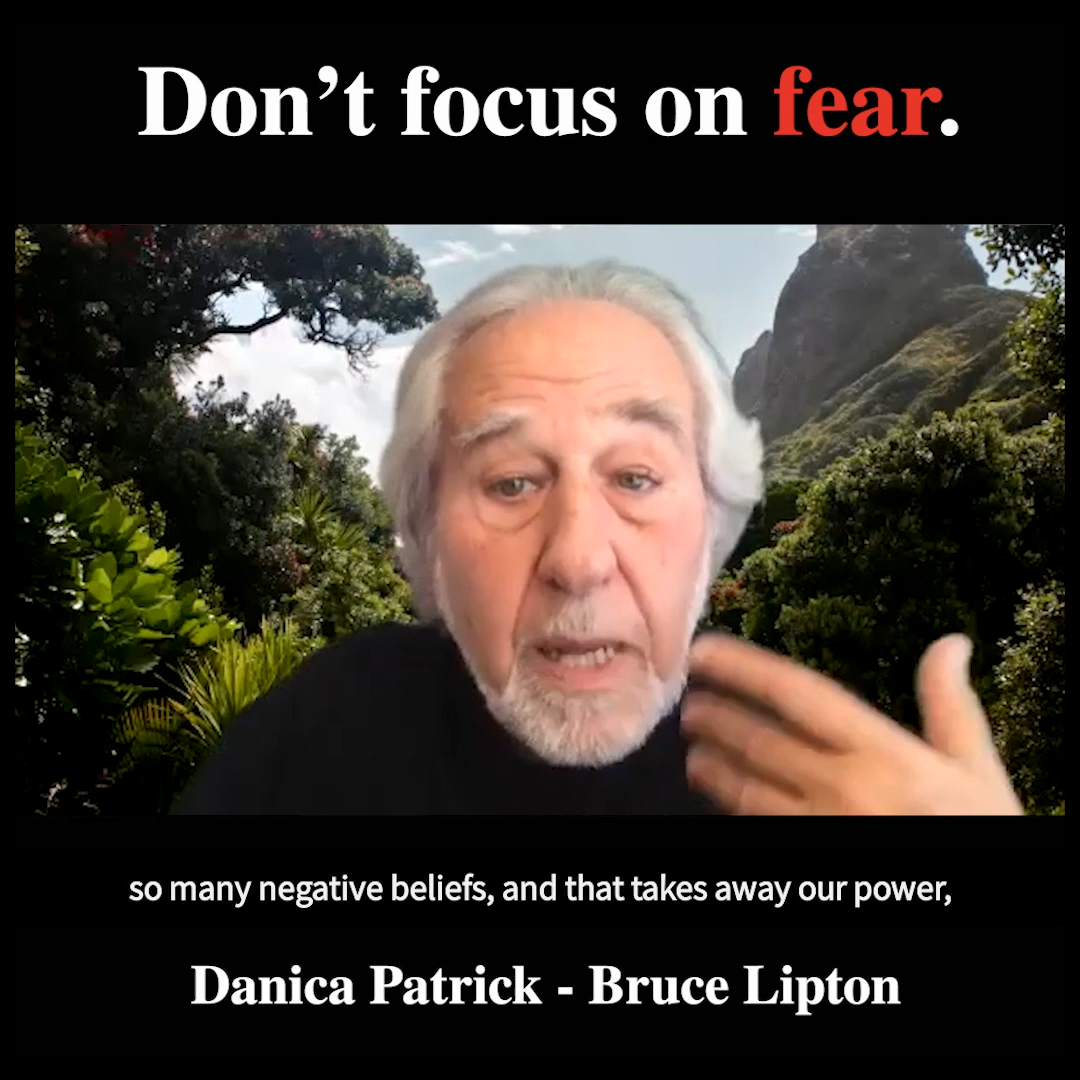 Don’t focus on fear.
so many negative beliefs, and that takes away our power,
Danica Patrick - Bruce Lipton